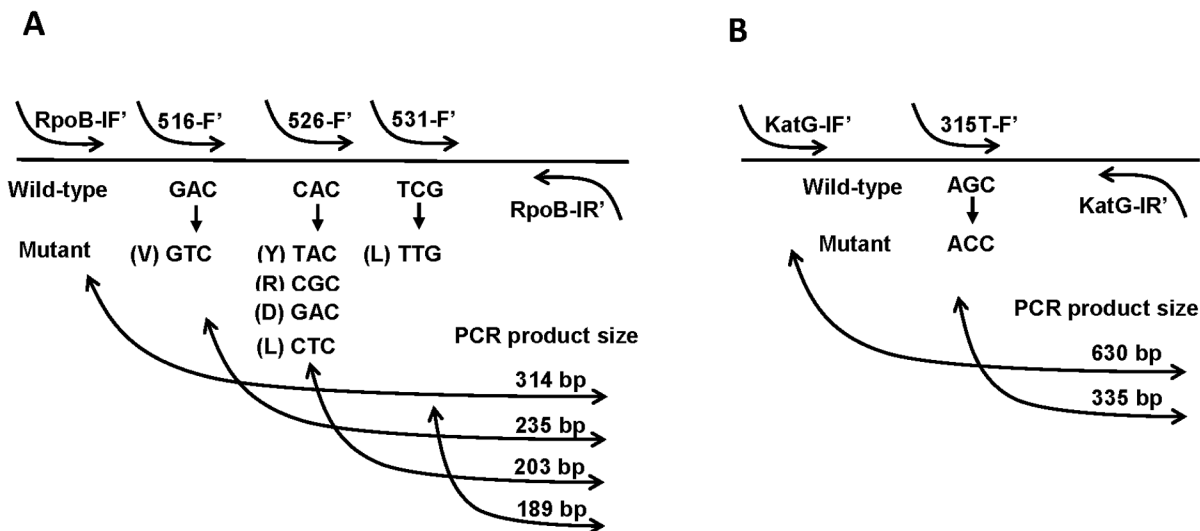 A
RpoB-IF' 516-F' 526-F' 531-F'
Wild-type GAC CAC TCG
RpoB-IR'
Mutant (V) GTC (Y) TAC (L) TTG
(R) CGC
(D) GAC
(L) CTC
PCR product size
314 bp
235 bp
203 bp
189 bp
B
KatG-IF' 315T-F'
Wild-type AGC
KatG-IR'
Mutant ACC
PCR product size
630 bp
335 bp